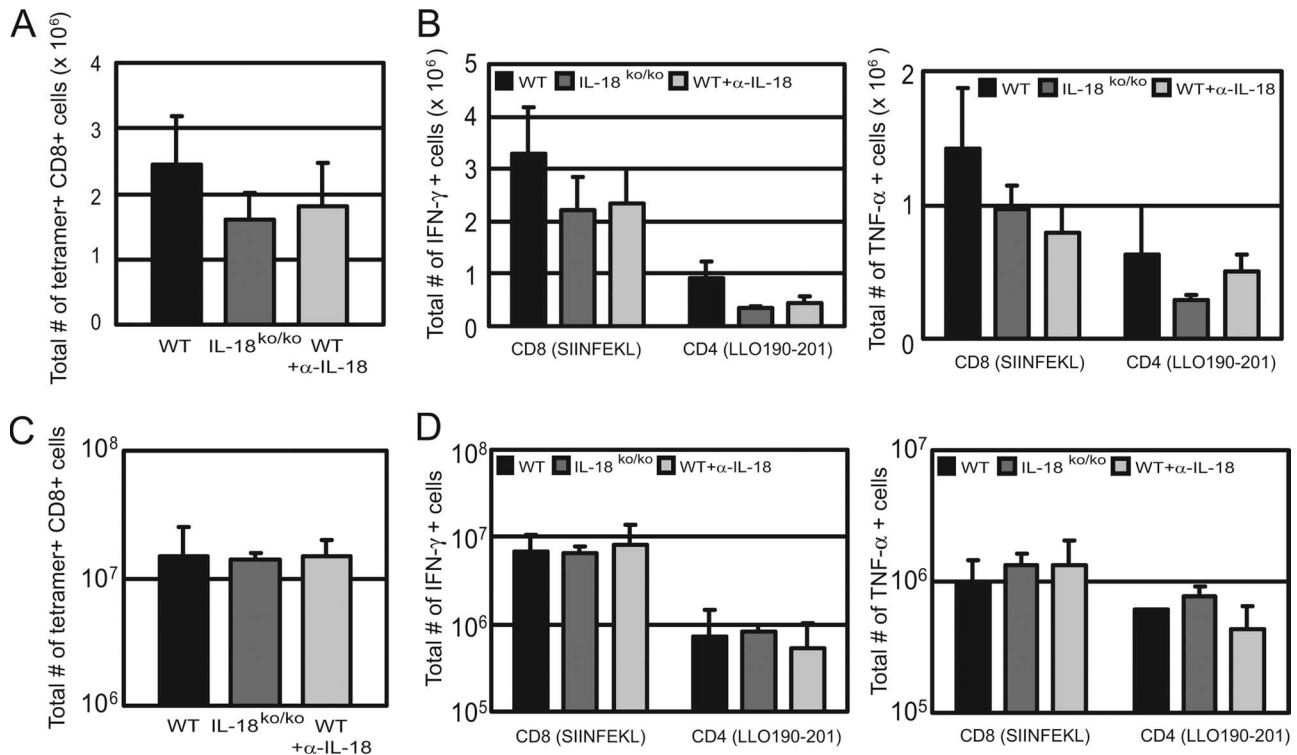 A
Total # of tetramer+ CD8+ cells (x 10⁶)
4
3
2
1
0
WT
IL-18ᵏᵒ/ᵏᵒ
WT
+α-IL-18
B
Total # of IFN-γ + cells (x 10⁶)
5
4
3
2
1
0
WT IL-18 ᵏᵒ/ᵏᵒ WT+α-IL-18
CD8 (SIINFEKL)
CD4 (LLO190-201)
Total # of TNF-α + cells (x 10⁶)
2
1
0
WT IL-18 ᵏᵒ/ᵏᵒ WT+α-IL-18
CD8 (SIINFEKL)
CD4 (LLO190-201)
C
Total # of tetramer+ CD8+ cells
10⁸
10⁷
10⁶
WT
IL-18ᵏᵒ/ᵏᵒ
WT
+α-IL-18
D
Total # of IFN-γ + cells
10⁸
10⁷
10⁶
10⁵
WT IL-18 ᵏᵒ/ᵏᵒ WT+α-IL-18
CD8 (SIINFEKL)
CD4 (LLO190-201)
Total # of TNF-α + cells
10⁷
10⁶
10⁵
WT IL-18 ᵏᵒ/ᵏᵒ WT+α-IL-18
CD8 (SIINFEKL)
CD4 (LLO190-201)